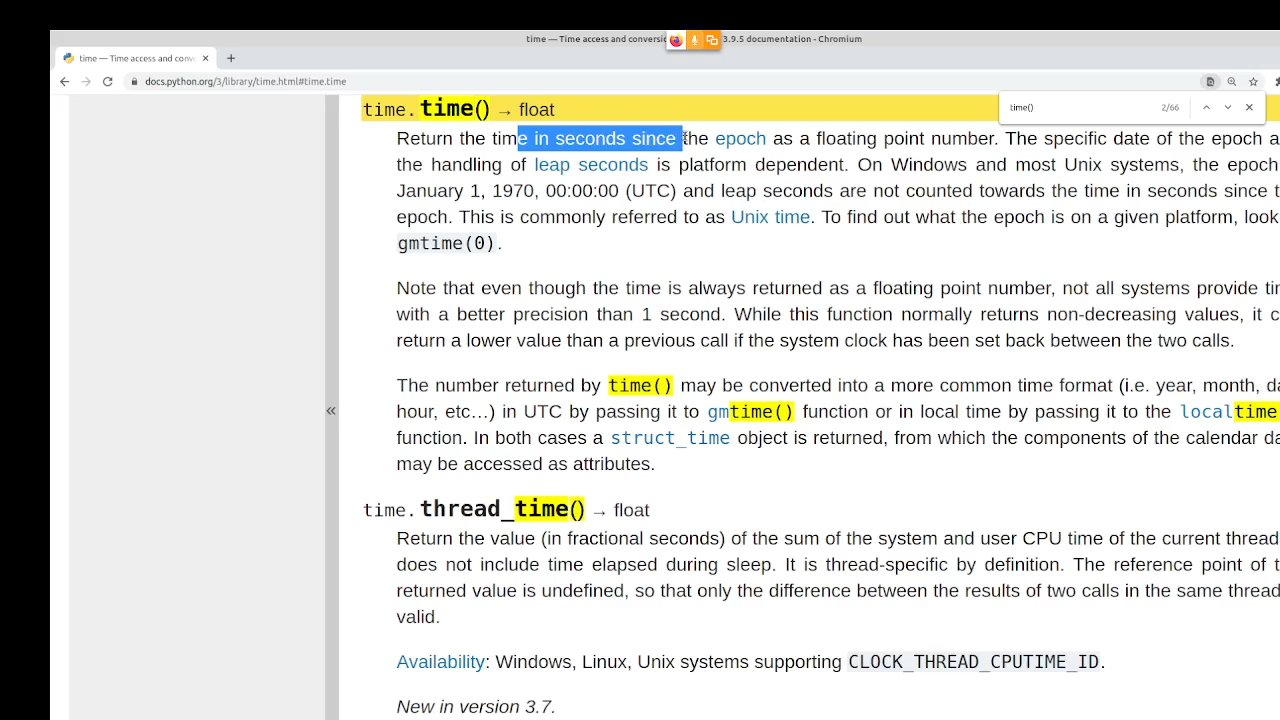 time — Time access and conversio 3.9.5 documentation - Chromium
time — Time access and conv
docs.python.org/3/library/time.html#time.time
time() 2/66
time.time() → float
Return the time in seconds since the epoch as a floating point number. The specific date of the epoch a
the handling of leap seconds is platform dependent. On Windows and most Unix systems, the epoch
January 1, 1970, 00:00:00 (UTC) and leap seconds are not counted towards the time in seconds since t
epoch. This is commonly referred to as Unix time. To find out what the epoch is on a given platform, look
gmtime(0).
Note that even though the time is always returned as a floating point number, not all systems provide tim
with a better precision than 1 second. While this function normally returns non-decreasing values, it c
return a lower value than a previous call if the system clock has been set back between the two calls.
The number returned by time() may be converted into a more common time format (i.e. year, month, da
hour, etc…) in UTC by passing it to gmtime() function or in local time by passing it to the localtime
function. In both cases a struct_time object is returned, from which the components of the calendar da
may be accessed as attributes.
time.thread_time() → float
Return the value (in fractional seconds) of the sum of the system and user CPU time of the current thread
does not include time elapsed during sleep. It is thread-specific by definition. The reference point of t
returned value is undefined, so that only the difference between the results of two calls in the same thread
valid.
Availability: Windows, Linux, Unix systems supporting CLOCK_THREAD_CPUTIME_ID.
New in version 3.7.